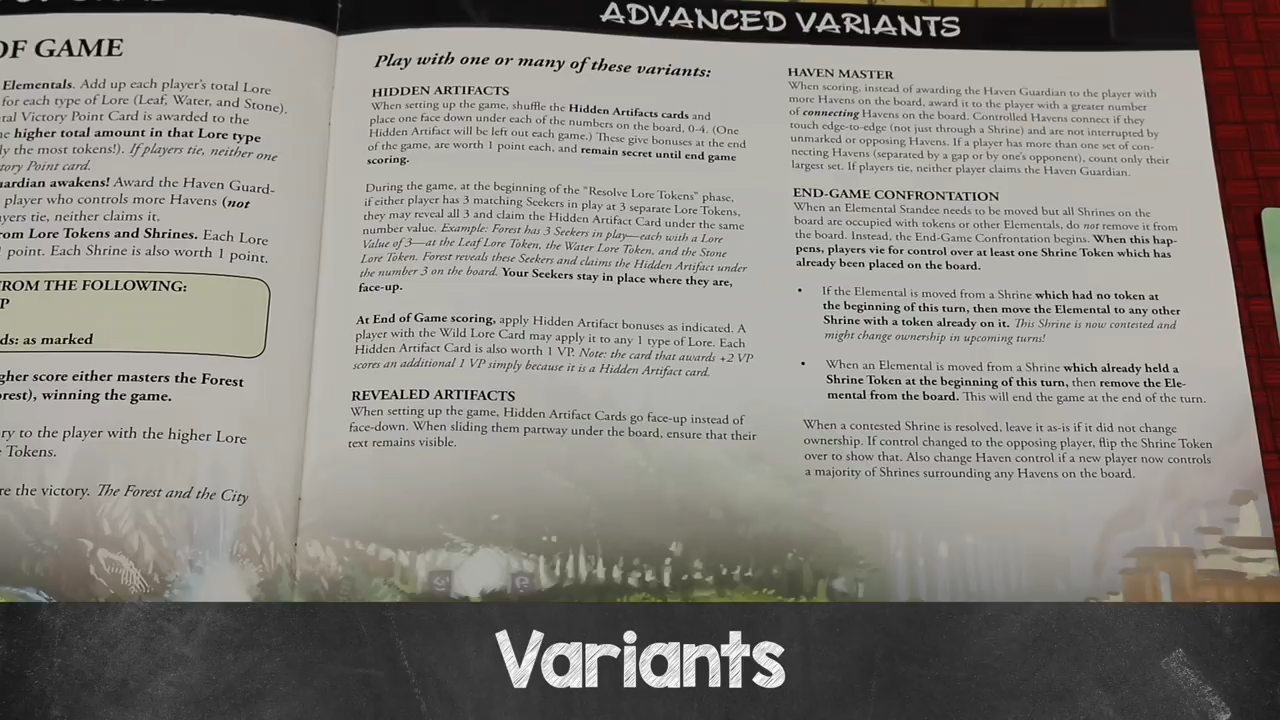 ADVANCED VARIANTS
OF GAME
Elementals. Add up each player's total Lore
for each type of Lore (Leaf, Water, and Stone).
Victory Point Card is awarded to the
higher total amount in that Lore type
the most tokens!). If players tie, neither one
Point card.
awakens! Award the Haven Guard-
player who controls more Havens (not
tie, neither claims it.
from Lore Tokens and Shrines. Each Lore
1 point. Each Shrine is also worth 1 point.
FROM THE FOLLOWING:
as marked
score either masters the Forest
winning the game.
to the player with the higher Lore
Tokens.
the victory. The Forest and the City
Play with one or many of these variants:
HIDDEN ARTIFACTS
When setting up the game, shuffle the Hidden Artifacts cards and
place one face down under each of the numbers on the board, 0-4. (One
Hidden Artifact will be left out each game.) These give bonuses at the end
of the game, are worth 1 point each, and remain secret until end game
scoring.
During the game, at the beginning of the "Resolve Lore Tokens" phase,
if either player has 3 matching Seekers in play at 3 separate Lore Tokens,
they may reveal all 3 and claim the Hidden Artifact Card under the same
number value. Example: Forest has 3 Seekers in play—each with a Lore
Value of 3—at the Leaf Lore Token, the Water Lore Token, and the Stone
Lore Token. Forest reveals these Seekers and claims the Hidden Artifact under
the number 3 on the board. Your Seekers stay in place where they are,
face-up.
At End of Game scoring, apply Hidden Artifact bonuses as indicated. A
player with the Wild Lore Card may apply it to any 1 type of Lore. Each
Hidden Artifact Card is also worth 1 VP. Note: the card that awards +2 VP
scores an additional 1 VP simply because it is a Hidden Artifact card.
REVEALED ARTIFACTS
When setting up the game, Hidden Artifact Cards go face-up instead of
face-down. When sliding them partway under the board, ensure that their
text remains visible.
HAVEN MASTER
When scoring, instead of awarding the Haven Guardian to the player with
more Havens on the board, award it to the player with a greater number
of connecting Havens on the board. Controlled Havens connect if they
touch edge-to-edge (not just through a Shrine) and are not interrupted by
unmarked or opposing Havens. If a player has more than one set of con-
necting Havens (separated by a gap or by one's opponent), count only their
largest set. If players tie, neither player claims the Haven Guardian.
END-GAME CONFRONTATION
When an Elemental Standee needs to be moved but all Shrines on the
board are occupied with tokens or other Elementals, do not remove it from
the board. Instead, the End-Game Confrontation begins. When this hap-
pens, players vie for control over at least one Shrine Token which has
already been placed on the board.
• If the Elemental is moved from a Shrine which had no token at
the beginning of this turn, then move the Elemental to any other
Shrine with a token already on it. This Shrine is now contested and
might change ownership in upcoming turns!
• When an Elemental is moved from a Shrine which already held a
Shrine Token at the beginning of this turn, then remove the Ele-
mental from the board. This will end the game at the end of the turn.
When a contested Shrine is resolved, leave it as-is if it did not change
ownership. If control changed to the opposing player, flip the Shrine Token
over to show that. Also change Haven control if a new player now controls
a majority of Shrines surrounding any Havens on the board.
Variants